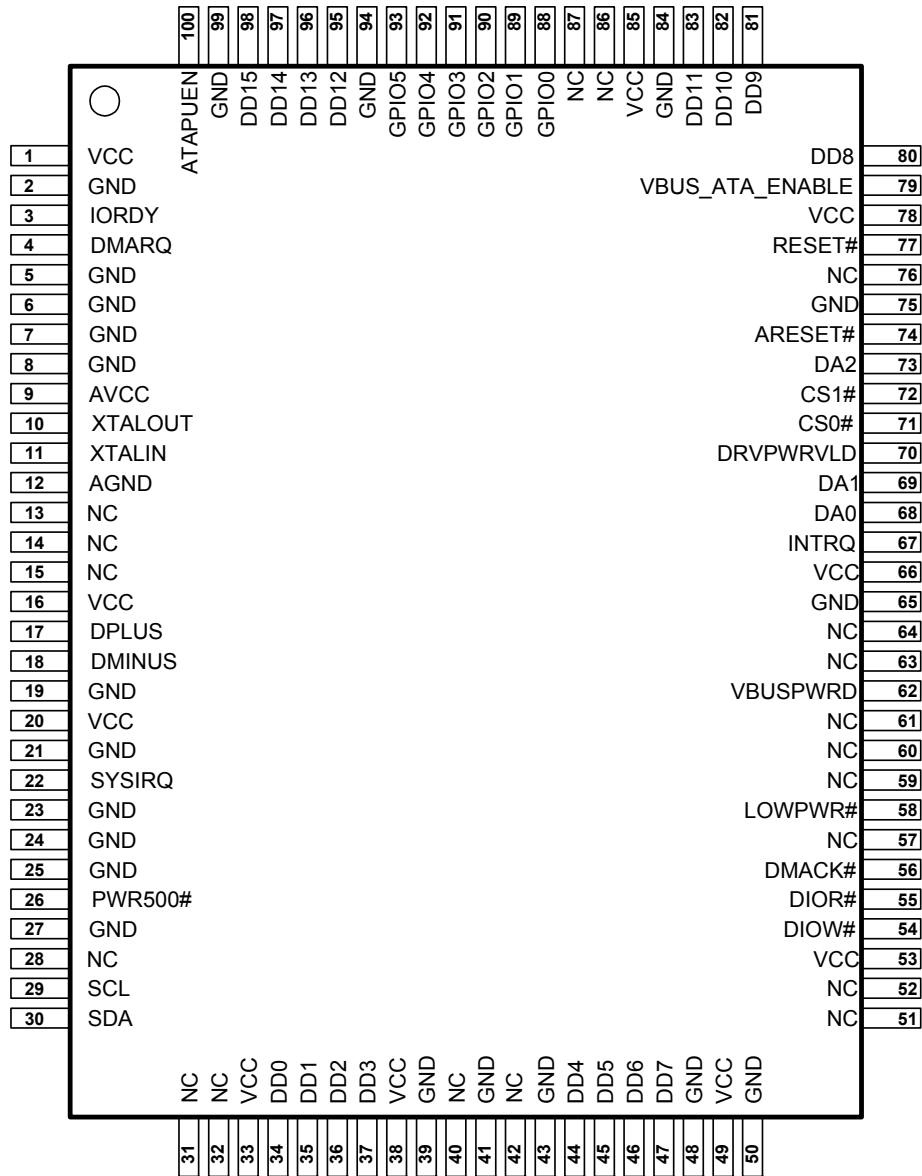 100 99 98 97 96 95 94 93 92 91 90 89 88 87 86 85 84 83 82 81
ATAPUEN GND DD15 DD14 DD13 DD12 GND GPIO5 GPIO4 GPIO3 GPIO2 GPIO1 GPIO0 NC NC VCC GND DD11 DD10 DD9
1 VCC DD8 80
2 GND VBUS_ATA_ENABLE 79
3 IORDY VCC 78
4 DMARQ RESET# 77
5 GND NC 76
6 GND GND 75
7 GND ARESET# 74
8 GND DA2 73
9 AVCC CS1# 72
10 XTALOUT CS0# 71
11 XTALIN DRVPWRVLD 70
12 AGND DA1 69
13 NC DA0 68
14 NC INTRQ 67
15 NC VCC 66
16 VCC GND 65
17 DPLUS NC 64
18 DMINUS NC 63
19 GND VBUSPWRD 62
20 VCC NC 61
21 GND NC 60
22 SYSIRQ NC 59
23 GND LOWPWR# 58
24 GND NC 57
25 GND DMACK# 56
26 PWR500# DIOR# 55
27 GND DIOW# 54
28 NC VCC 53
29 SCL NC 52
30 SDA NC 51
NC NC VCC DD0 DD1 DD2 DD3 VCC GND NC GND NC GND DD4 DD5 DD6 DD7 GND VCC GND
31 32 33 34 35 36 37 38 39 40 41 42 43 44 45 46 47 48 49 50